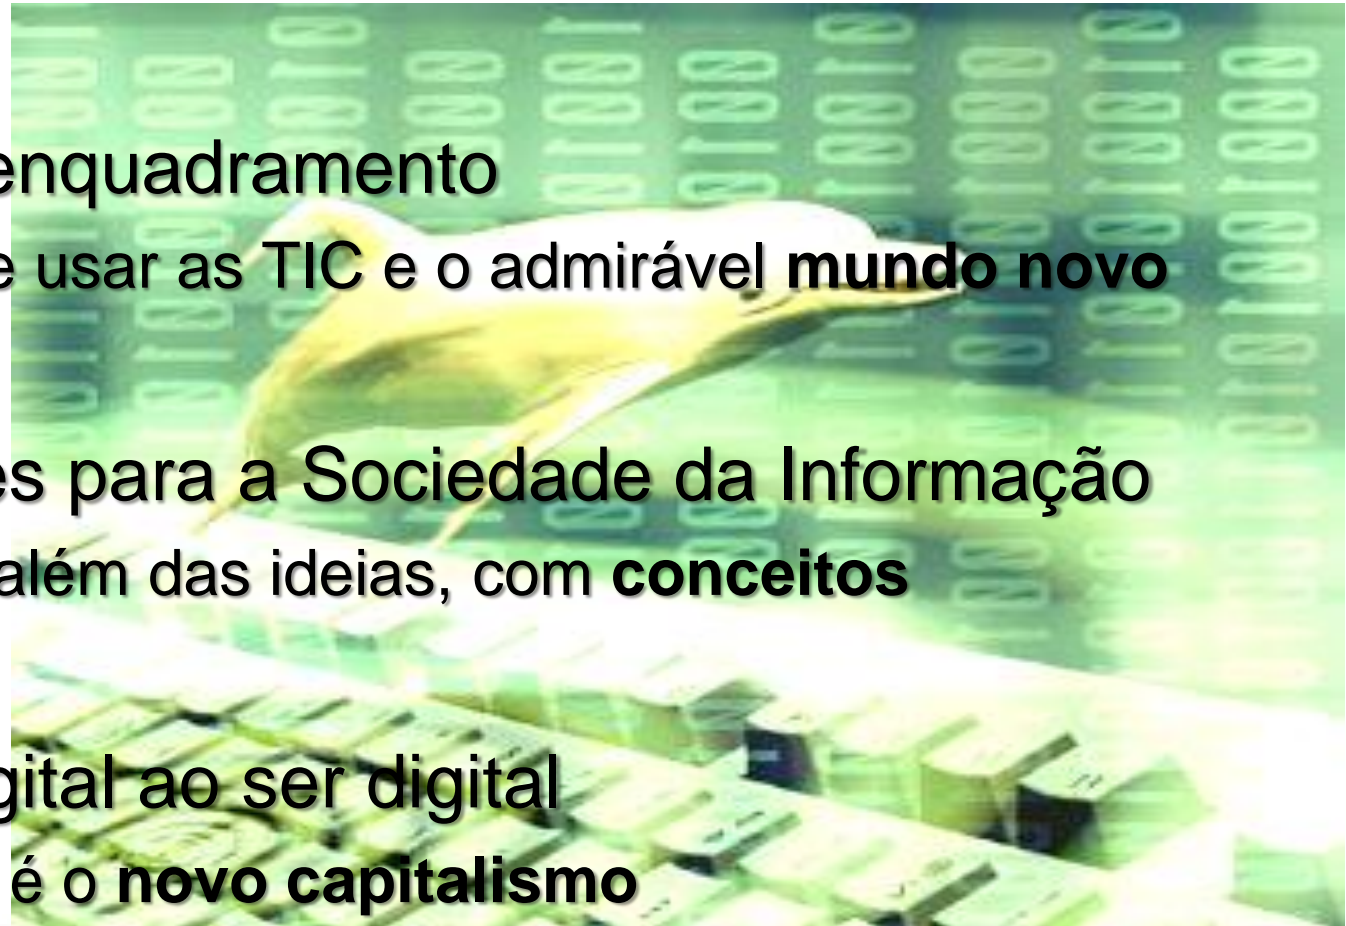 enquadramento
e usar as TIC e o admirável mundo novo
es para a Sociedade da Informação
além das ideias, com conceitos
gital ao ser digital
é o novo capitalismo